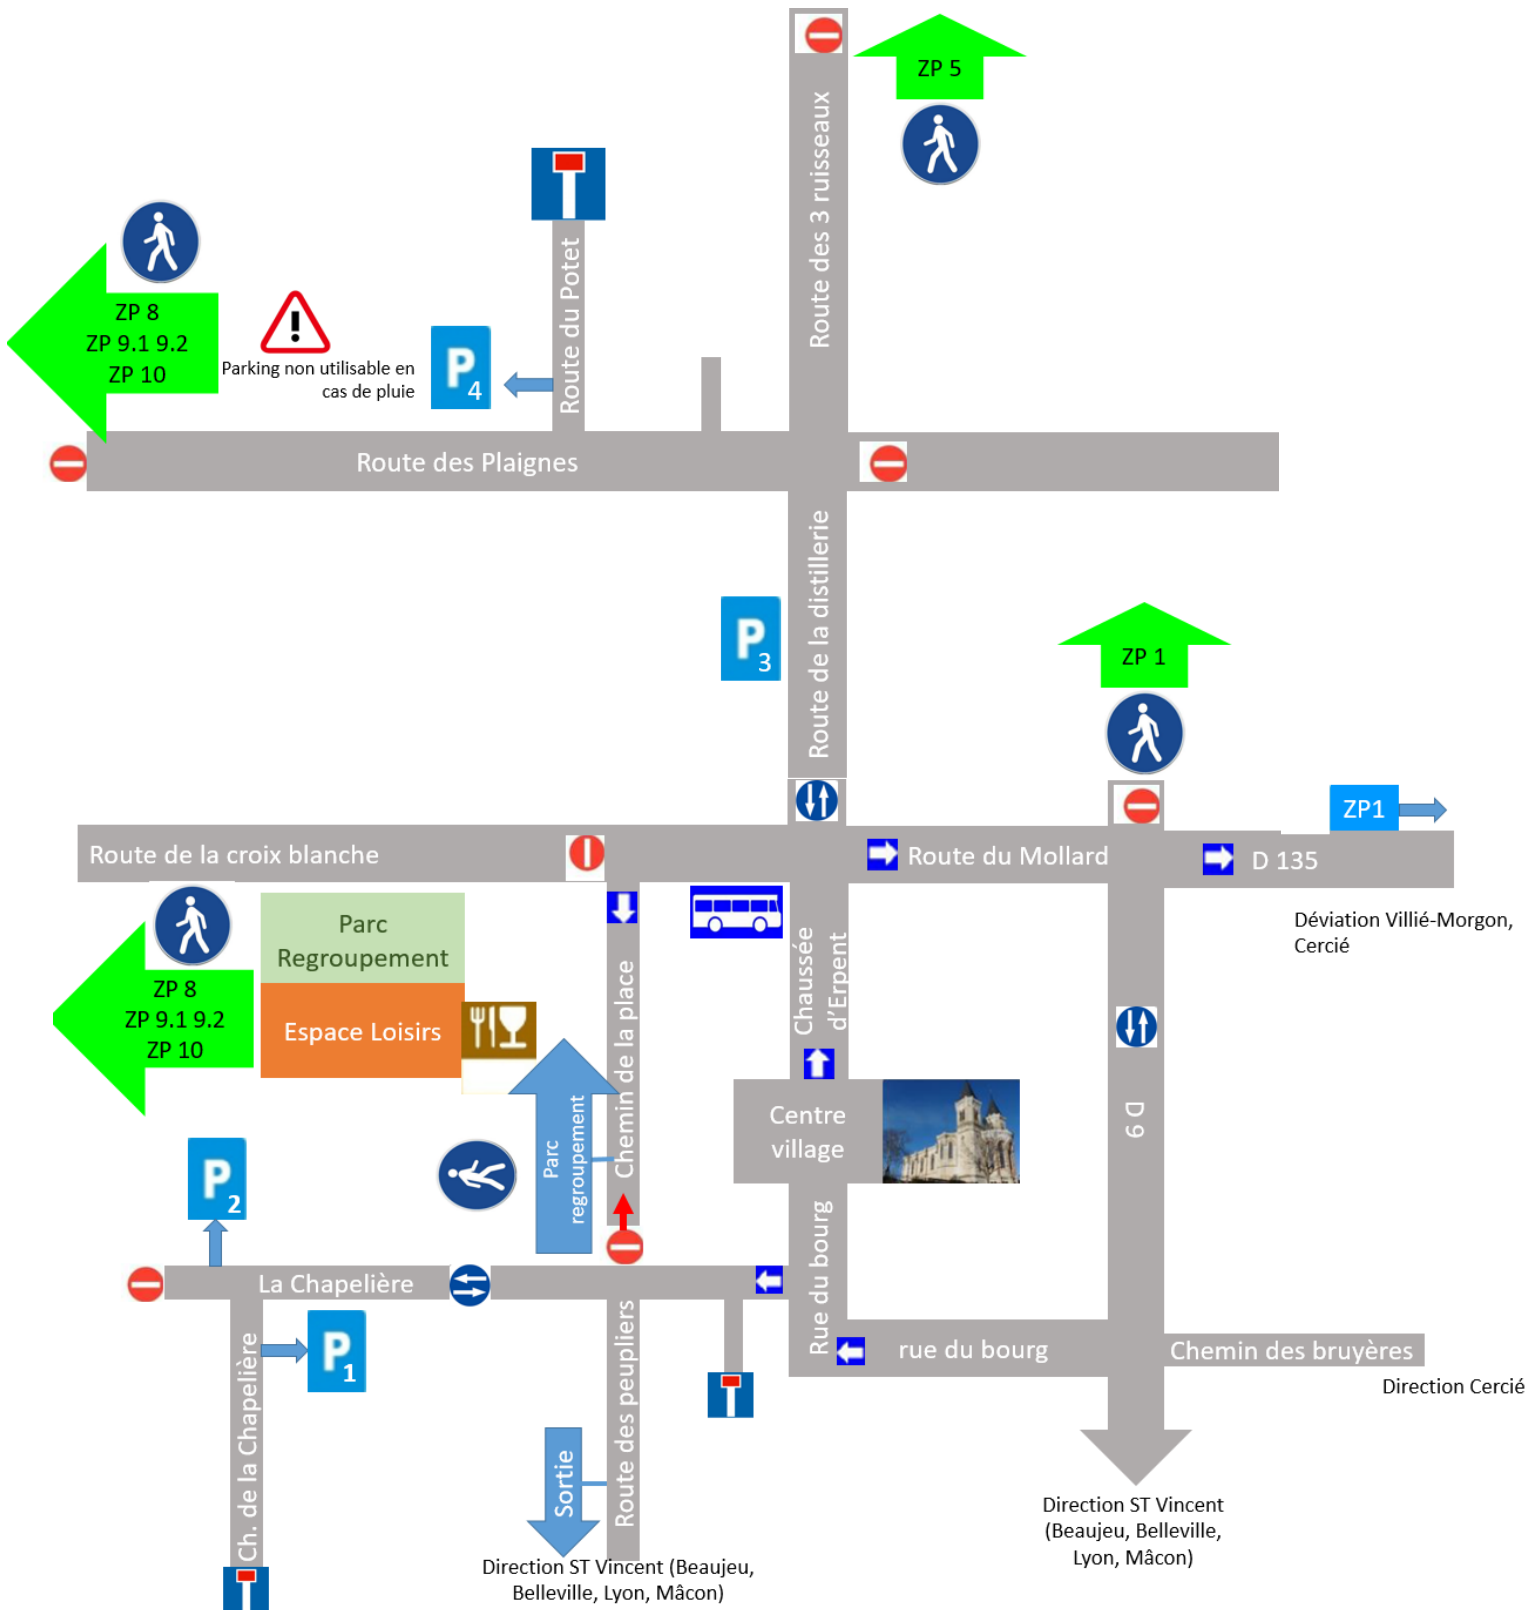 ZP 5
Route des 3 ruisseaux
Route du Potet
ZP 8
ZP 9.1 9.2
ZP 10
Parking non utilisable en
cas de pluie
P 4
Route des Plaignes
Route de la distillerie
P 3
ZP 1
ZP1
Route de la croix blanche
Route du Mollard
D 135
Déviation Villié-Morgon,
Cercié
Parc
Regroupement
Espace Loisirs
ZP 8
ZP 9.1 9.2
ZP 10
Chemin de la place
Chaussée
d'Erpent
Parc
regroupement
Centre
village
D 9
P 2
La Chapelière
P 1
Ch. de la Chapelière
Rue du bourg
rue du bourg
Chemin des bruyères
Direction Cercié
Route des peupliers
Sortie
Direction ST Vincent (Beaujeu,
Belleville, Lyon, Mâcon)
Direction ST Vincent
(Beaujeu, Belleville,
Lyon, Mâcon)